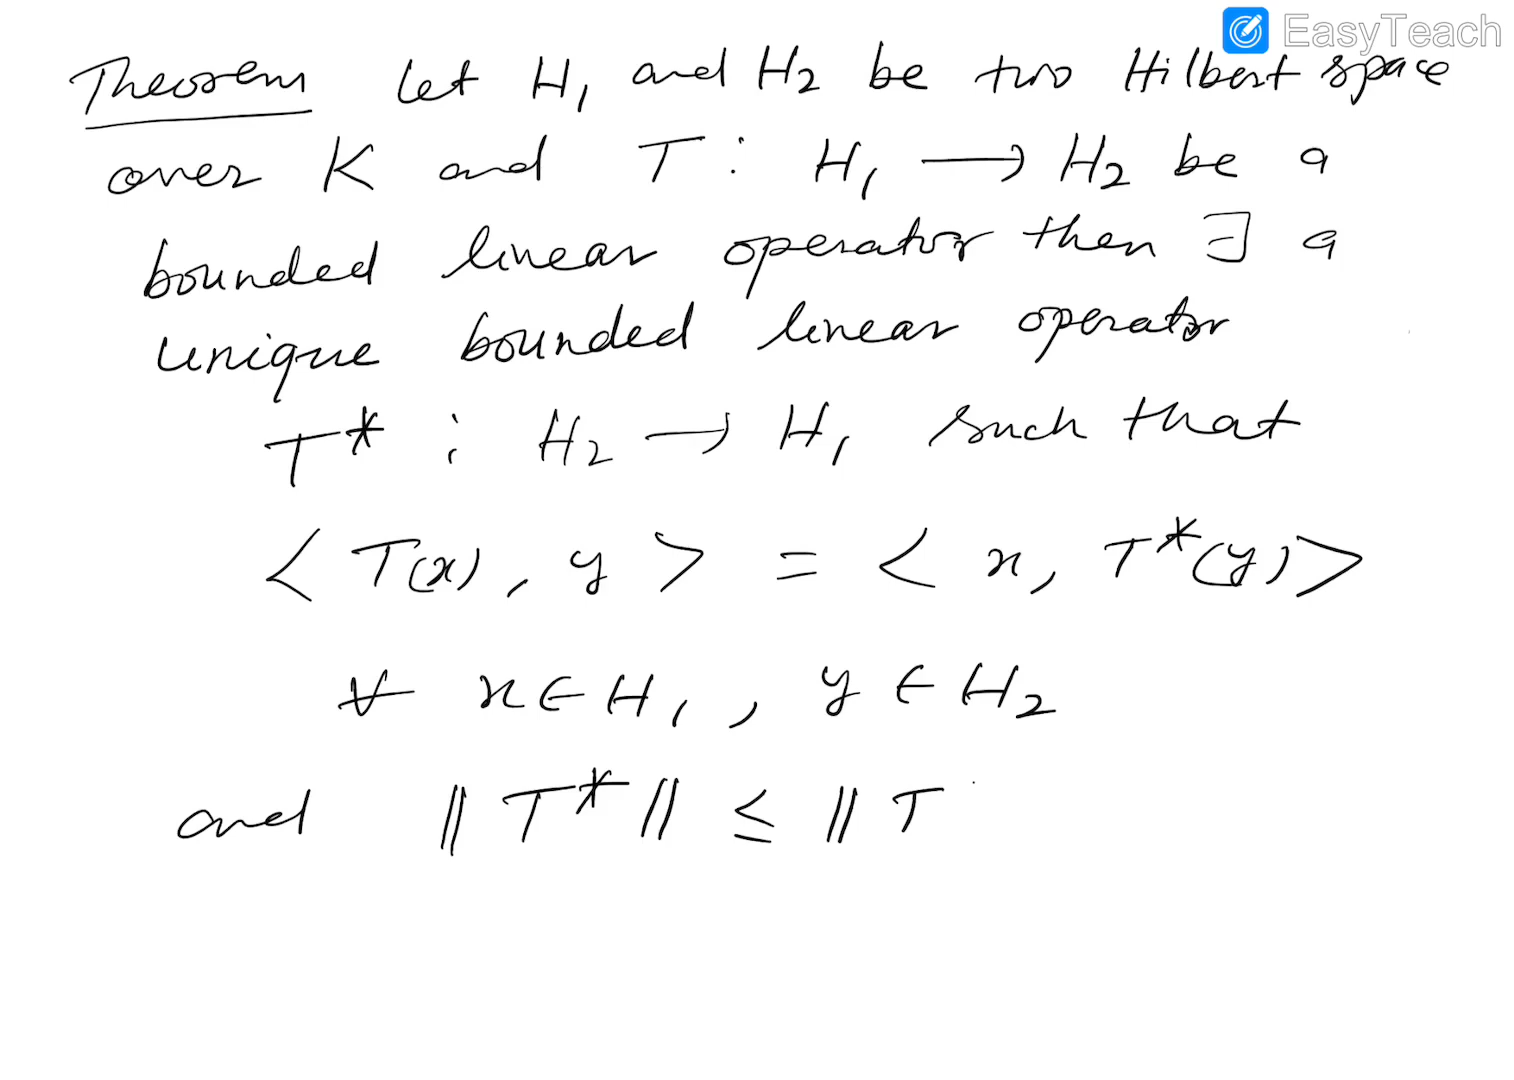 EasyTeach
Theorem Let H₁ and H₂ be two Hilbert space
over K and T : H₁ → H₂ be a
bounded linear operator then ∃ a
unique bounded linear operator
T* : H₂ → H₁ such that
< T(x), y > = < x, T*(y) >
∀ x ∈ H₁ , y ∈ H₂
and || T* || ≤ || T